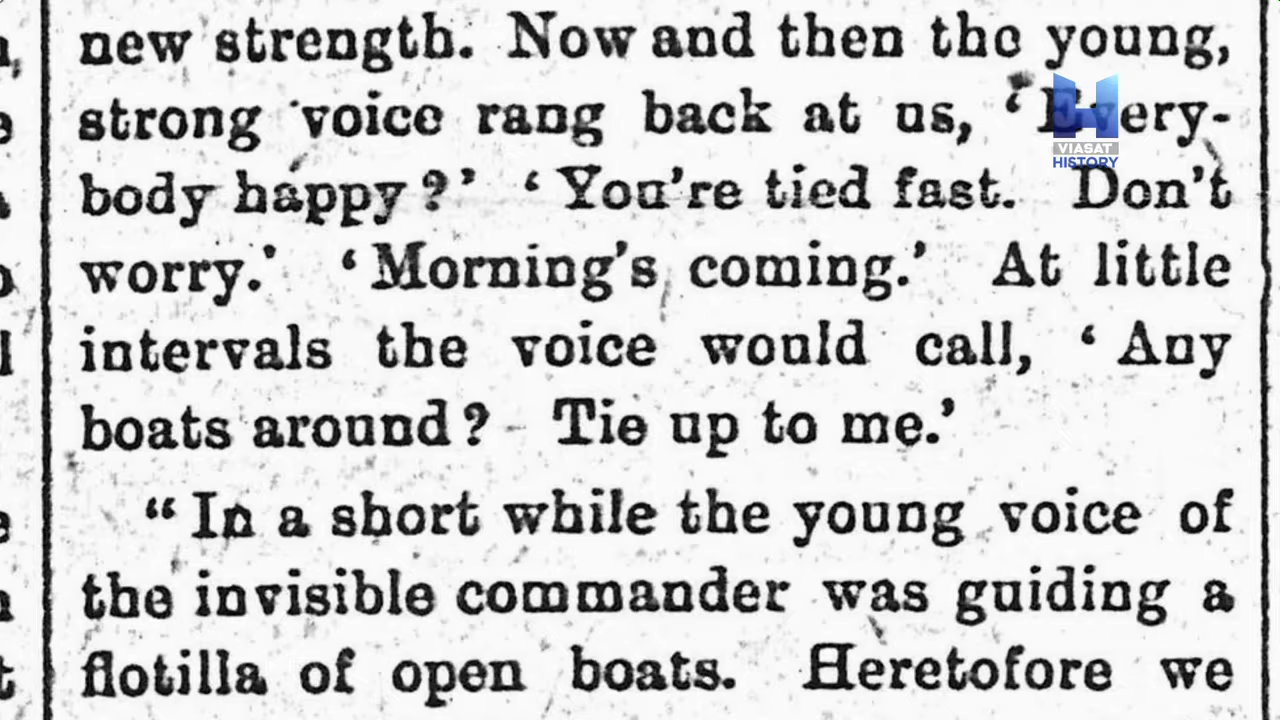 new strength. Now and then the young,
strong voice rang back at us, ‘Every-
body happy?’ ‘You’re tied fast. Don’t
worry.’ ‘Morning’s coming.’ At little
intervals the voice would call, ‘Any
boats around? Tie up to me.’
“In a short while the young voice of
the invisible commander was guiding a
flotilla of open boats. Heretofore we
VIASAT
HISTORY